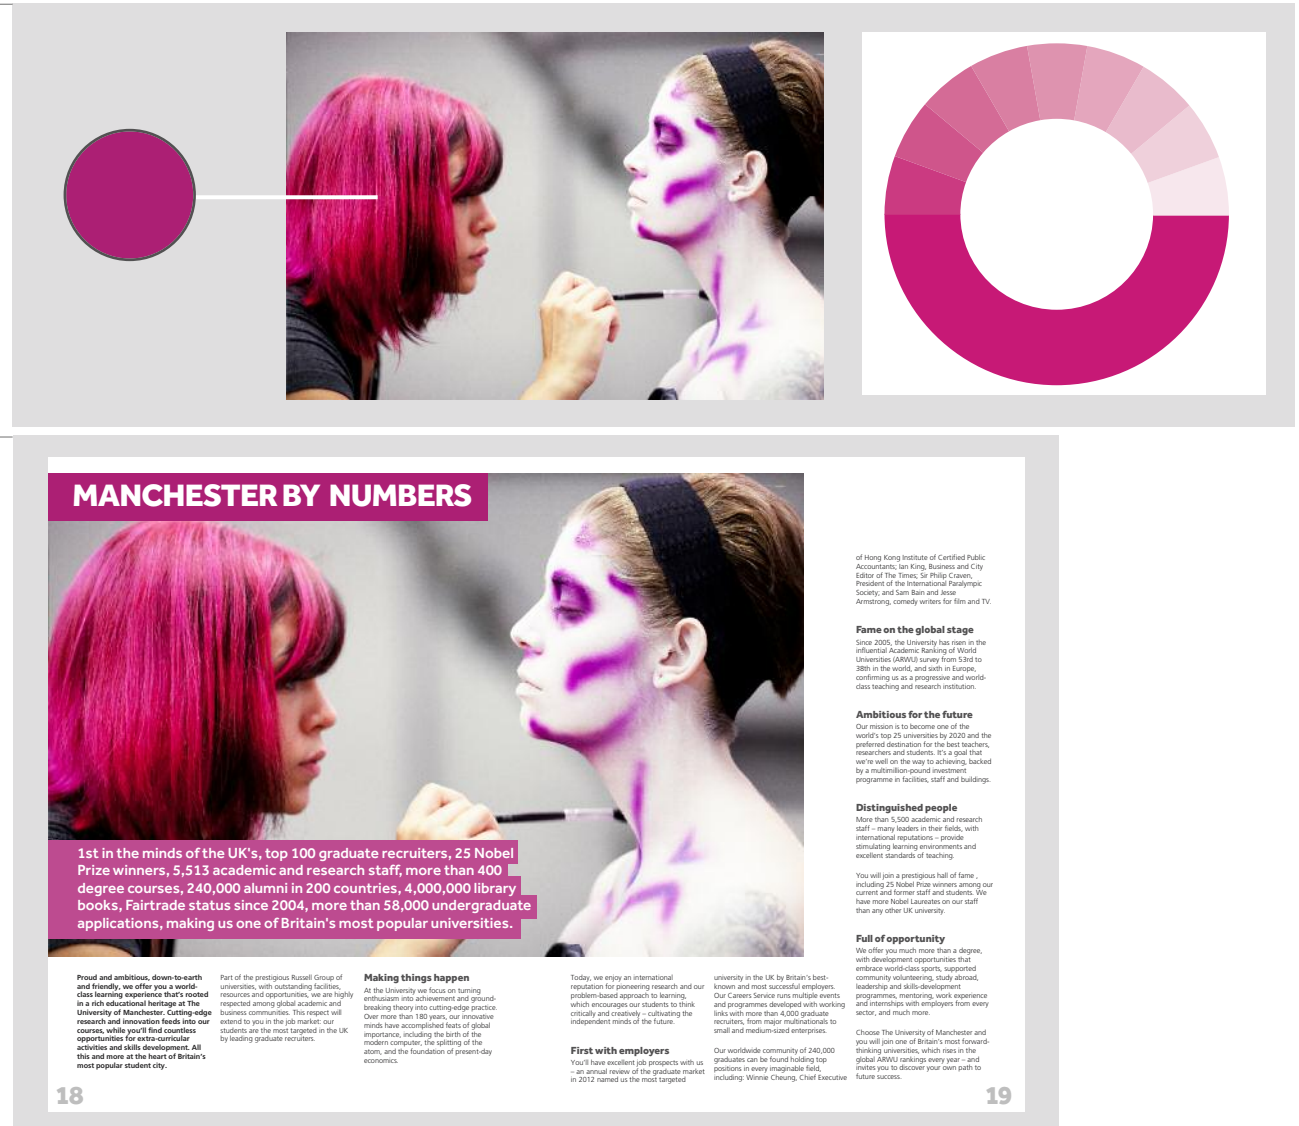 MANCHESTER BY NUMBERS
1st in the minds of the UK's, top 100 graduate recruiters, 25 Nobel
Prize winners, 5,513 academic and research staff, more than 400
degree courses, 240,000 alumni in 200 countries, 4,000,000 library
books, Fairtrade status since 2004, more than 58,000 undergraduate
applications, making us one of Britain's most popular universities.
Proud and ambitious, down-to-earth
and friendly, we offer you a world-
class learning experience that's rooted
in a rich educational heritage at The
University of Manchester. Cutting-edge
research and innovation feeds into our
courses, while you'll find countless
opportunities for extra-curricular
activities and skills development. All
this and more at the heart of Britain's
most popular student city.
Part of the prestigious Russell Group of
universities, with outstanding facilities,
resources and opportunities, we are highly
respected among global academic and
business communities. This respect will
extend to you in the job market: our
students are the most targeted in the UK
by leading graduate recruiters.
Making things happen
At the University we focus on turning
enthusiasm into achievement and ground-
breaking theory into cutting-edge practice.
Over more than 180 years, our innovative
minds have accomplished feats of global
importance, including the birth of the
modern computer, the splitting of the
atom, and the foundation of present-day
economics.
Today, we enjoy an international
reputation for pioneering research and our
problem-based approach to learning,
which encourages our students to think
critically and creatively – cultivating the
independent minds of the future.
First with employers
You'll have excellent job prospects with us
– an annual review of the graduate market
in 2012 named us the most targeted
university in the UK by Britain's best-
known and most successful employers.
Our Careers Service runs multiple events
and programmes developed with working
links with more than 4,000 graduate
recruiters, from major multinationals to
small and medium-sized enterprises.
Our worldwide community of 240,000
graduates can be found holding top
positions in every imaginable field,
including: Winnie Cheung, Chief Executive
of Hong Kong Institute of Certified Public
Accountants; Ian King, Business and City
Editor of The Times; Sir Philip Craven,
President of the International Paralympic
Society; and Sam Bain and Jesse
Armstrong, comedy writers for film and TV.
Fame on the global stage
Since 2005, the University has risen in the
influential Academic Ranking of World
Universities (ARWU) survey from 53rd to
38th in the world, and sixth in Europe,
confirming us as a progressive and world-
class teaching and research institution.
Ambitious for the future
Our mission is to become one of the
world's top 25 universities by 2020 and the
preferred destination for the best teachers,
researchers and students. It's a goal that
we're well on the way to achieving, backed
by a multimillion-pound investment
programme in facilities, staff and buildings.
Distinguished people
More than 5,500 academic and research
staff – many leaders in their fields, with
international reputations – provide
stimulating learning environments and
excellent standards of teaching.
You will join a prestigious hall of fame ,
including 25 Nobel Prize winners among our
current and former staff and students. We
have more Nobel Laureates on our staff
than any other UK university.
Full of opportunity
We offer you much more than a degree,
with development opportunities that
embrace world-class sports, supported
community volunteering, study abroad,
leadership and skills-development
programmes, mentoring, work experience
and internships with employers from every
sector, and much more.
Choose The University of Manchester and
you will join one of Britain's most forward-
thinking universities, which rises in the
global ARWU rankings every year – and
invites you to discover your own path to
future success.
18
19